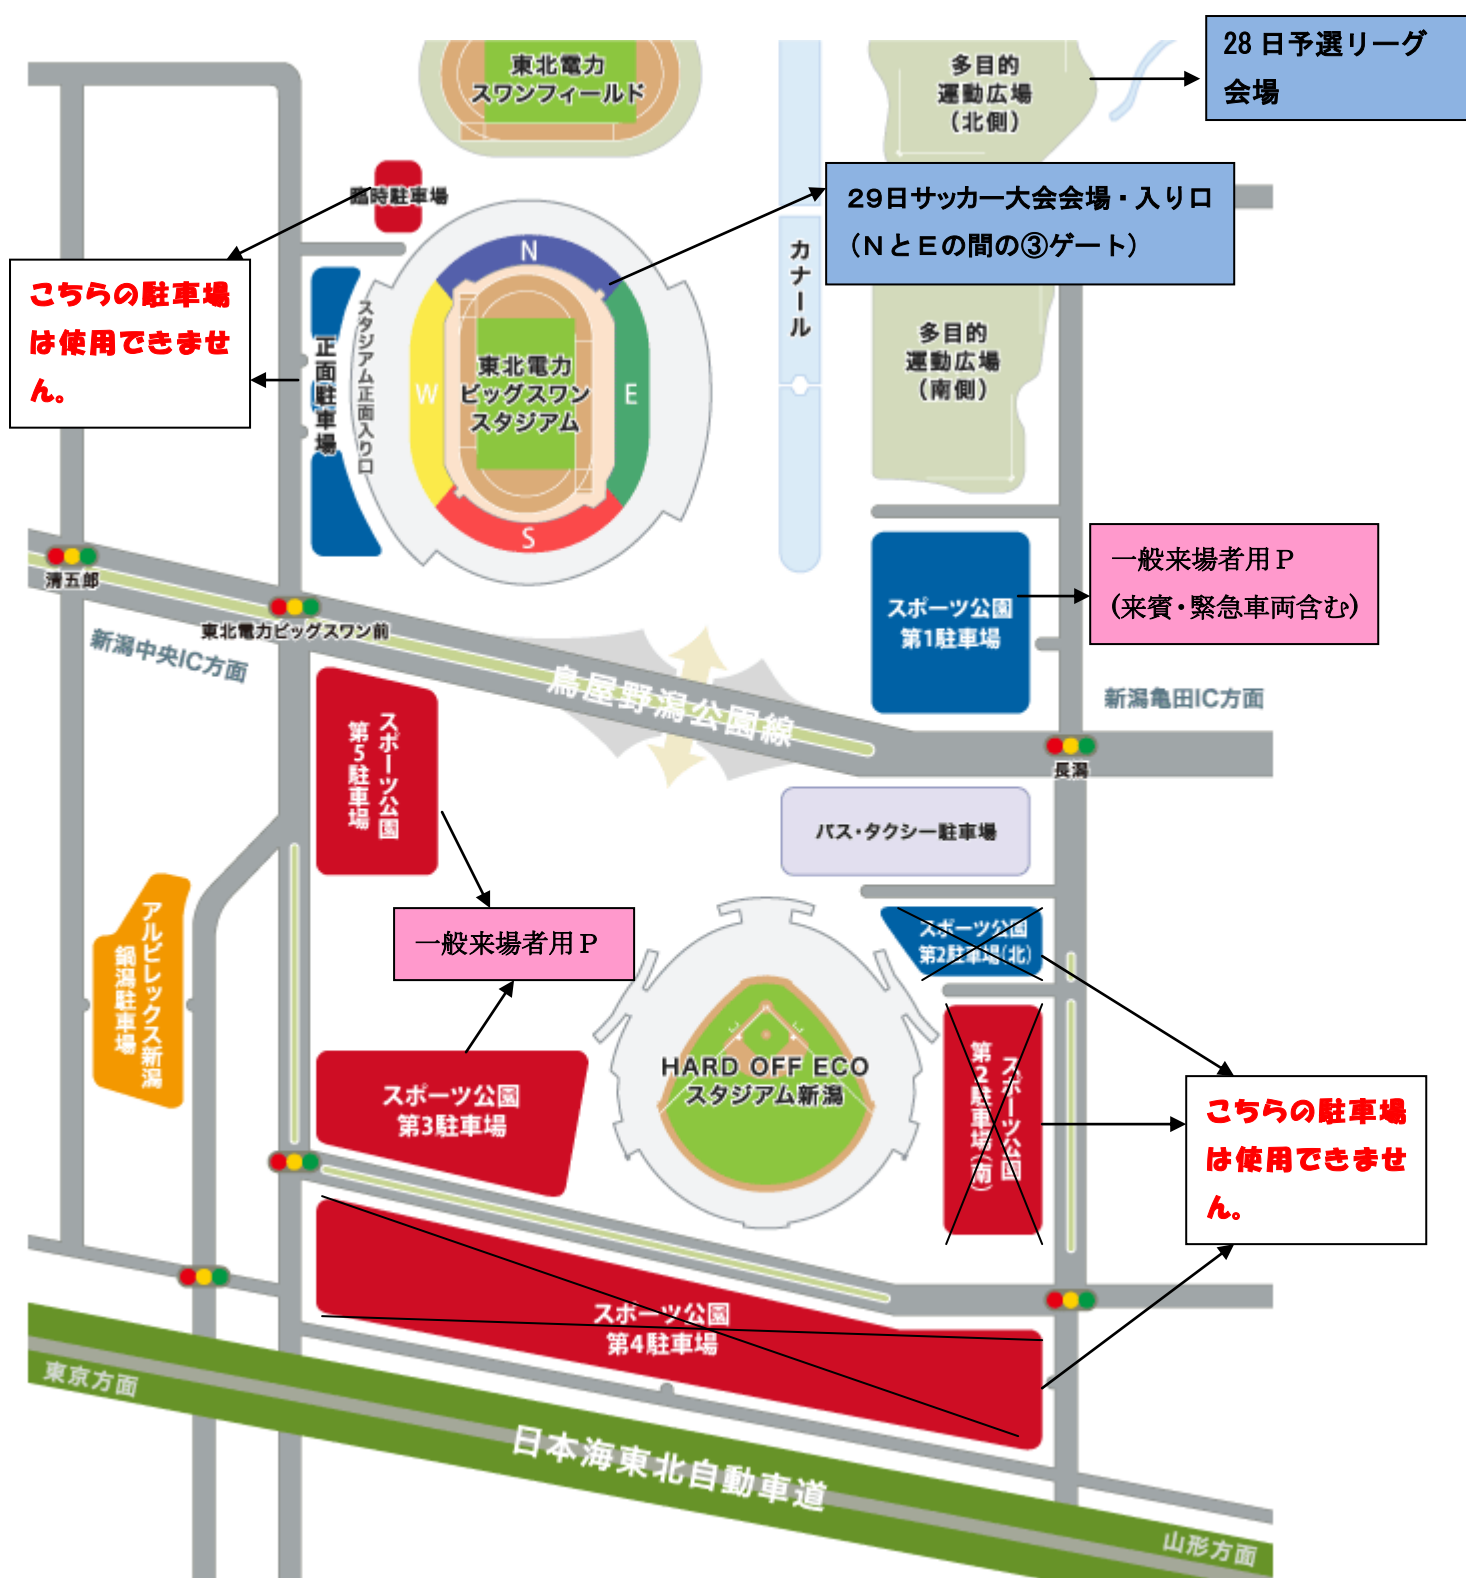 28 日予選リーグ
会場
東北電力
スワンフィールド
多目的
運動広場
(北側)
臨時駐車場
29日サッカー大会会場・入り口
(NとEの間の③ゲート)
こちらの駐車場
は使用できませ
ん。
正面駐車場
スタジアム正面入り口
N
W
E
S
東北電力
ビッグスワン
スタジアム
カナール
多目的
運動広場
(南側)
清五郎
東北電力ビッグスワン前
新潟中央IC方面
スポーツ公園
第1駐車場
一般来場者用P
(来賓・緊急車両含む)
鳥屋野潟公園線
新潟亀田IC方面
長潟
スポーツ公園
第5駐車場
バス・タクシー駐車場
アルビレックス新潟
鍋潟駐車場
一般来場者用P
スポーツ公園
第2駐車場(北)
スポーツ公園
第2駐車場(南)
HARD OFF ECO
スタジアム新潟
スポーツ公園
第3駐車場
こちらの駐車場
は使用できませ
ん。
スポーツ公園
第4駐車場
東京方面
日本海東北自動車道
山形方面